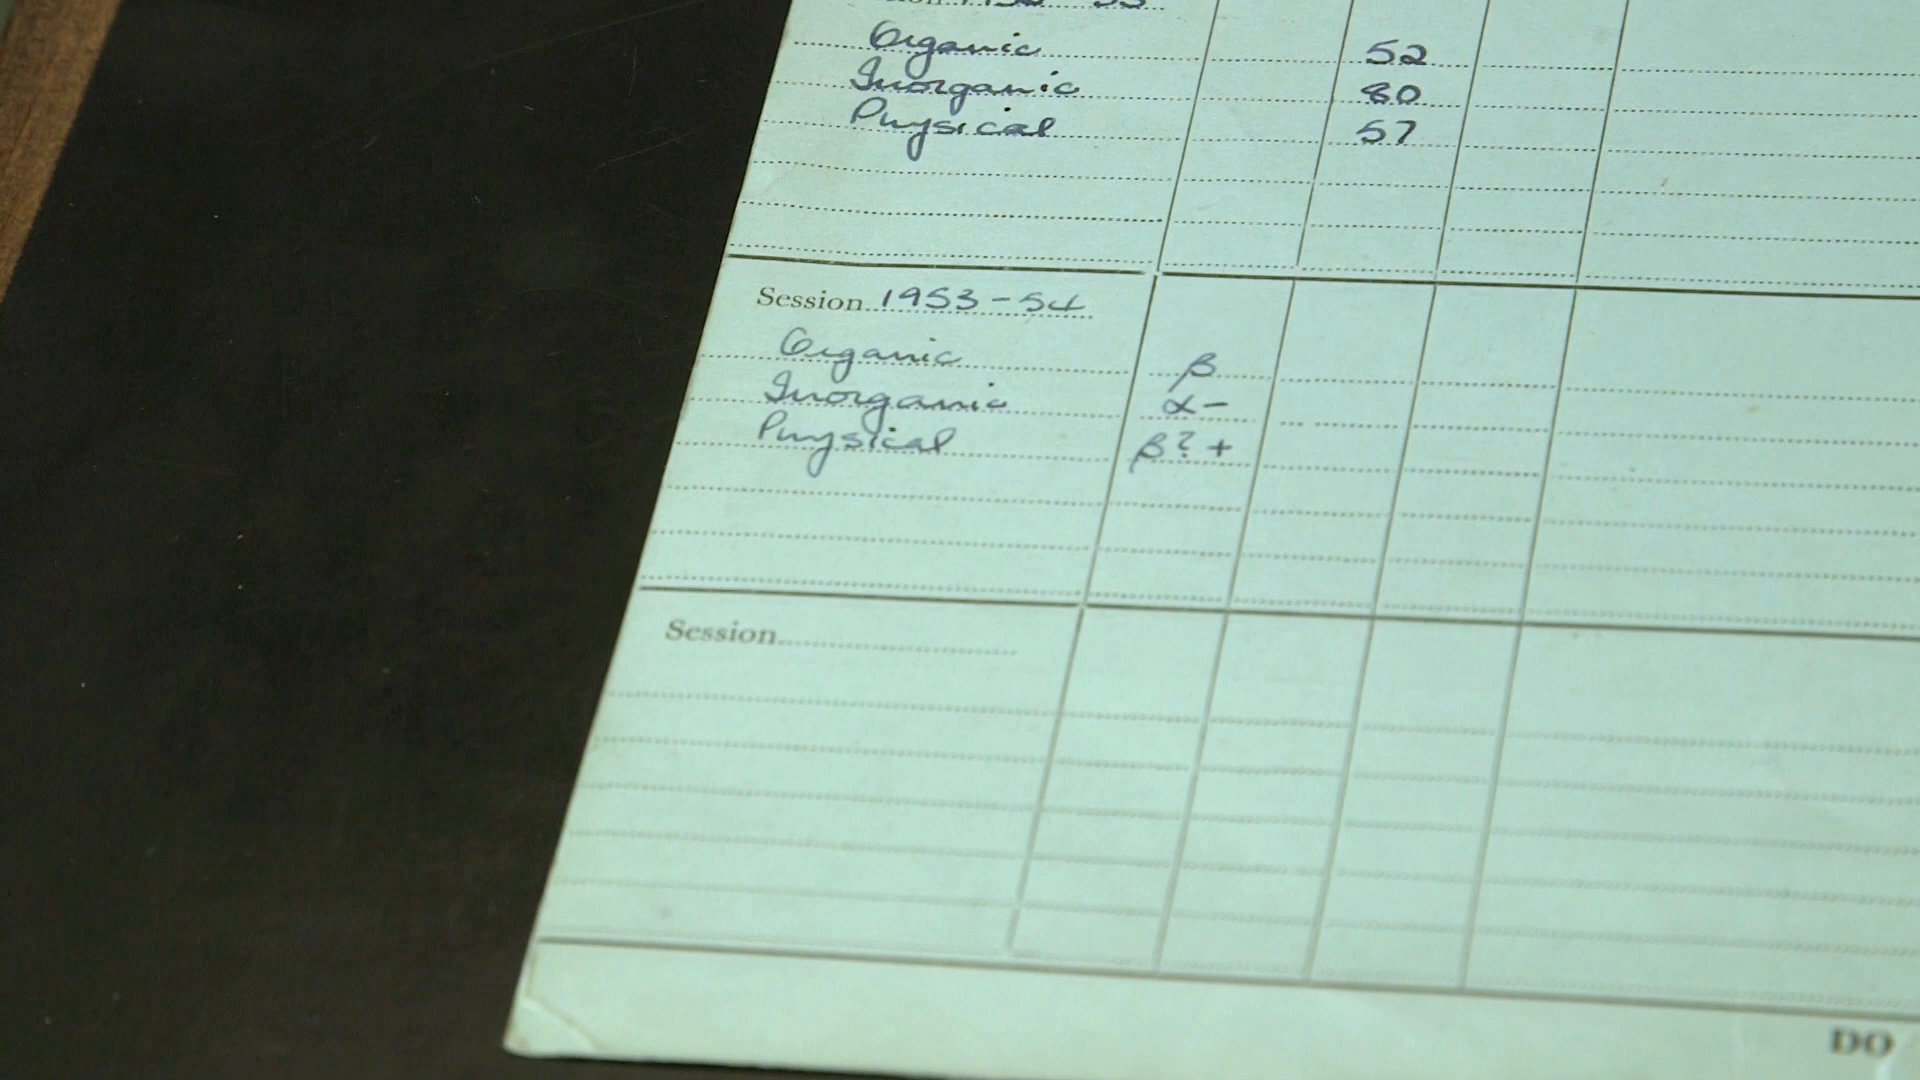 Organic 52
Inorganic 80
Physical 57
Session 1953-54
Organic β
Inorganic α-
Physical β?+
Session
DO